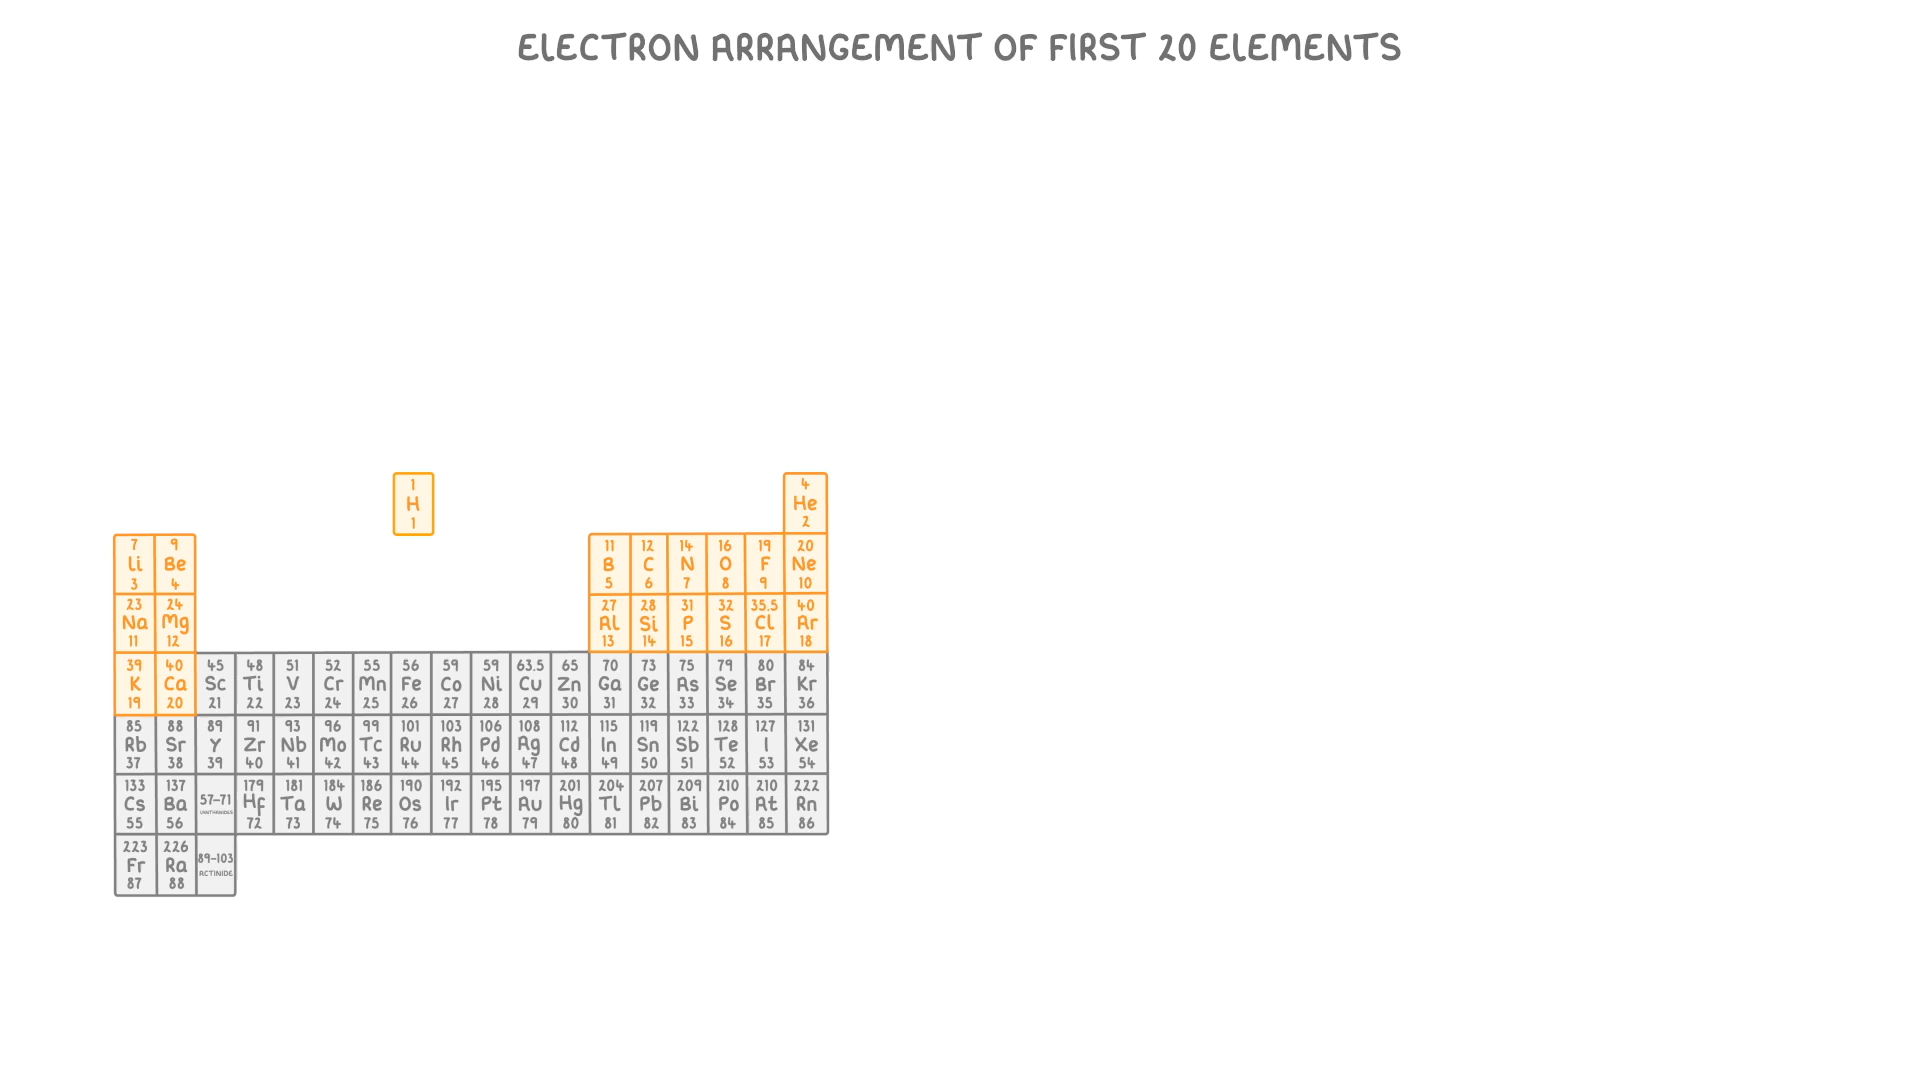 ELECTRON ARRANGEMENT OF FIRST 20 ELEMENTS
1 4
H He
1 2
7 9 11 12 14 16 19 20
Li Be B C N O F Ne
3 4 5 6 7 8 9 10
23 24 27 28 31 32 35.5 40
Na Mg Al Si P S Cl Ar
11 12 13 14 15 16 17 18
39 40 45 48 51 52 55 56 59 59 63.5 65 70 73 75 79 80 84
K Ca Sc Ti V Cr Mn Fe Co Ni Cu Zn Ga Ge As Se Br Kr
19 20 21 22 23 24 25 26 27 28 29 30 31 32 33 34 35 36
85 88 89 91 93 96 99 101 103 106 108 112 115 119 122 128 127 131
Rb Sr Y Zr Nb Mo Tc Ru Rh Pd Ag Cd In Sn Sb Te I Xe
37 38 39 40 41 42 43 44 45 46 47 48 49 50 51 52 53 54
133 137 179 181 184 186 190 192 195 197 201 204 207 209 210 210 222
Cs Ba 57-71 Hf Ta W Re Os Ir Pt Au Hg Tl Pb Bi Po At Rn
55 56 72 73 74 75 76 77 78 79 80 81 82 83 84 85 86
223 226 89-103
Fr Ra ACTINIDE
87 88